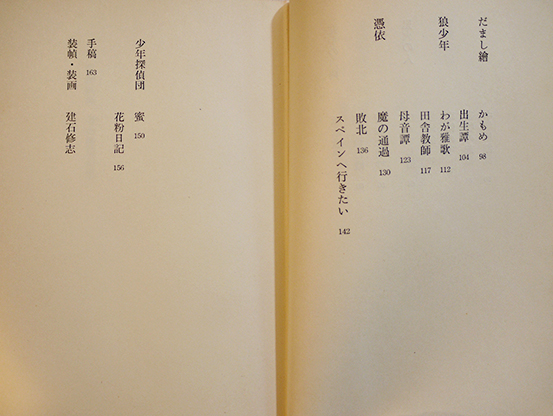 だまし繪
かもめ 98
出生譚 104
狼少年
わが雅歌 112
田舎教師 117
母音譚 123
憑依
魔の通過 130
敗北 136
スペインへ行きたい 142
少年探偵団
蜜 150
花粉日記 156
手稿 163
装幀・装画 建石修志